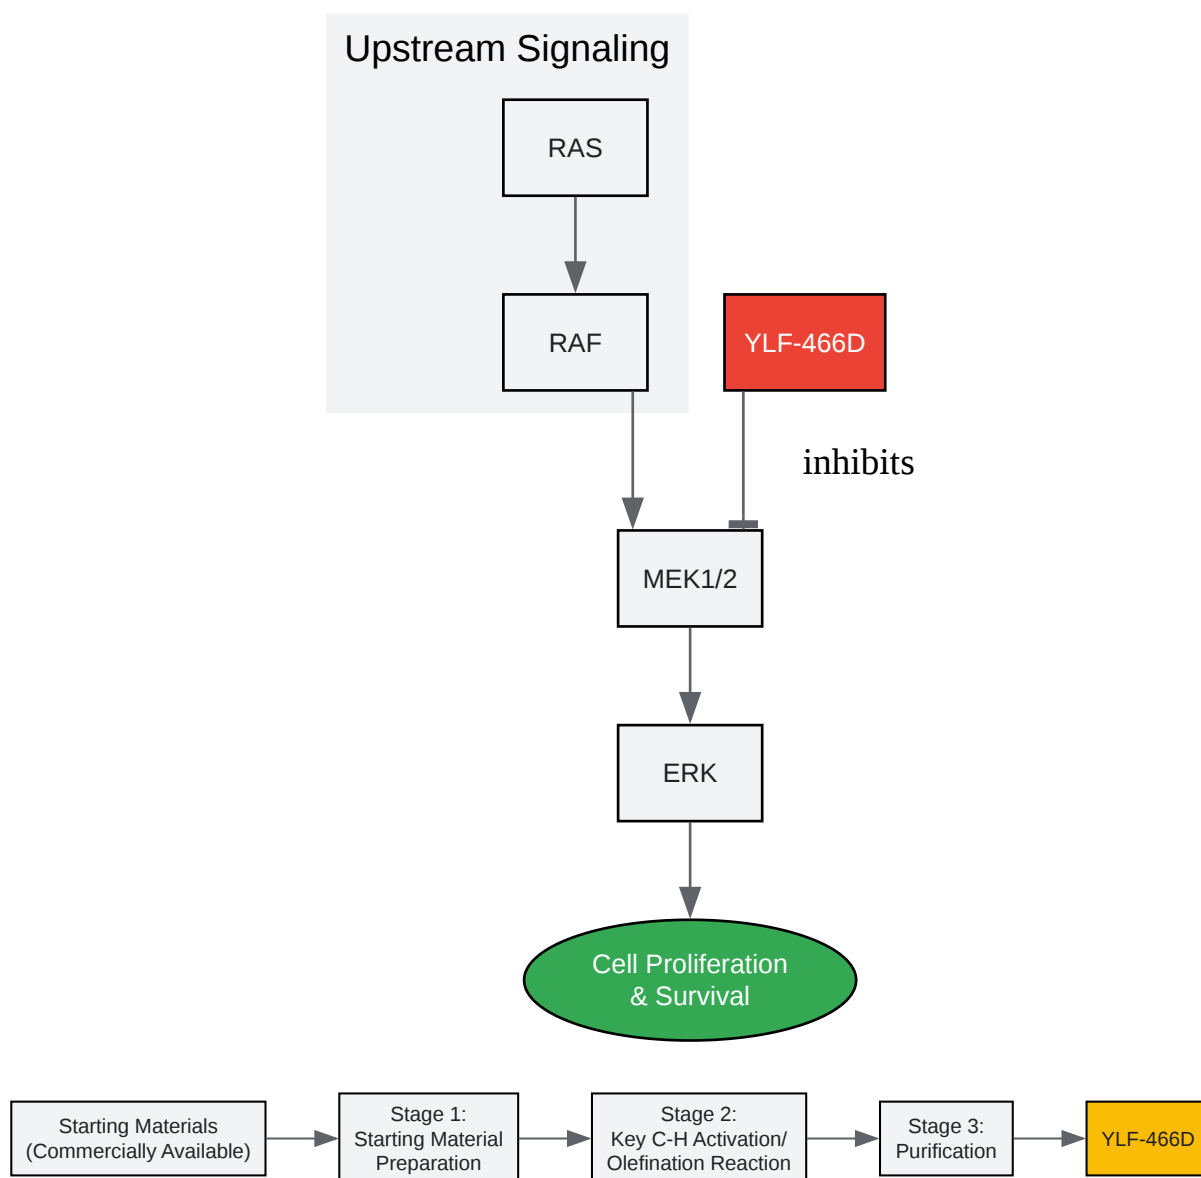 Upstream Signaling
RAS
RAF
YLF-466D
inhibits
MEK1/2
ERK
Cell Proliferation
& Survival
Starting Materials
(Commercially Available)
Stage 1:
Starting Material
Preparation
Stage 2:
Key C-H Activation/
Olefination Reaction
Stage 3:
Purification
YLF-466D